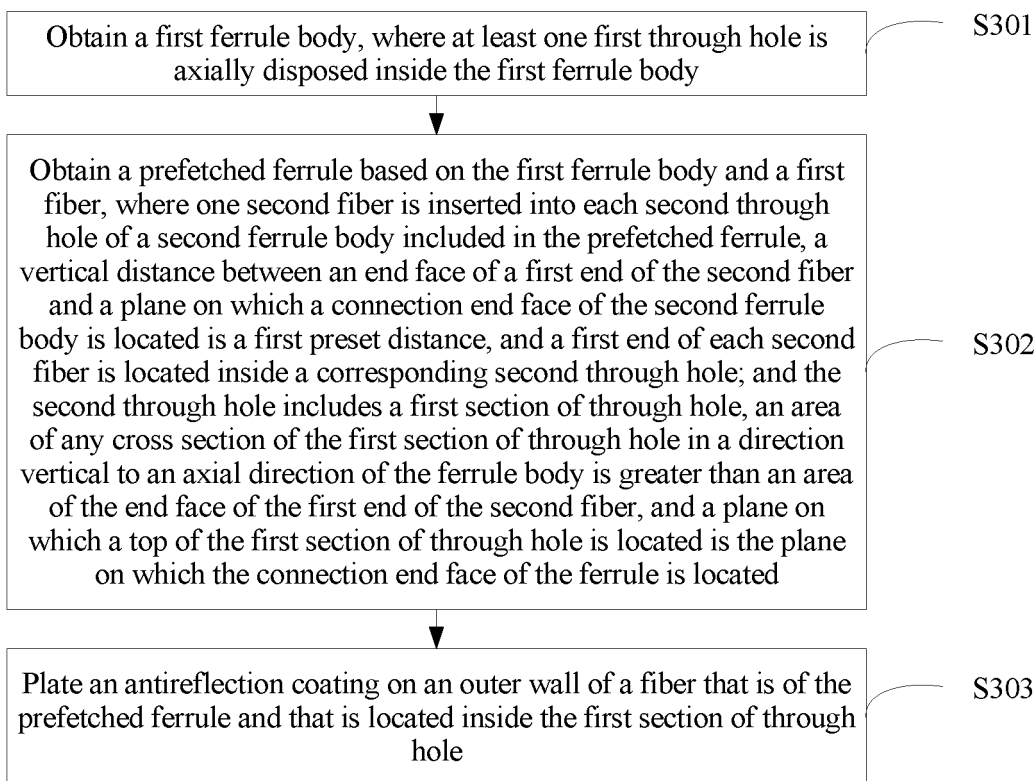 Obtain a first ferrule body, where at least one first through hole is
axially disposed inside the first ferrule body
S301
Obtain a prefetched ferrule based on the first ferrule body and a first
fiber, where one second fiber is inserted into each second through
hole of a second ferrule body included in the prefetched ferrule, a
vertical distance between an end face of a first end of the second fiber
and a plane on which a connection end face of the second ferrule
body is located is a first preset distance, and a first end of each second
fiber is located inside a corresponding second through hole; and the
second through hole includes a first section of through hole, an area
of any cross section of the first section of through hole in a direction
vertical to an axial direction of the ferrule body is greater than an area
of the end face of the first end of the second fiber, and a plane on
which a top of the first section of through hole is located is the plane
on which the connection end face of the ferrule is located
S302
Plate an antireflection coating on an outer wall of a fiber that is of the
prefetched ferrule and that is located inside the first section of through
hole
S303